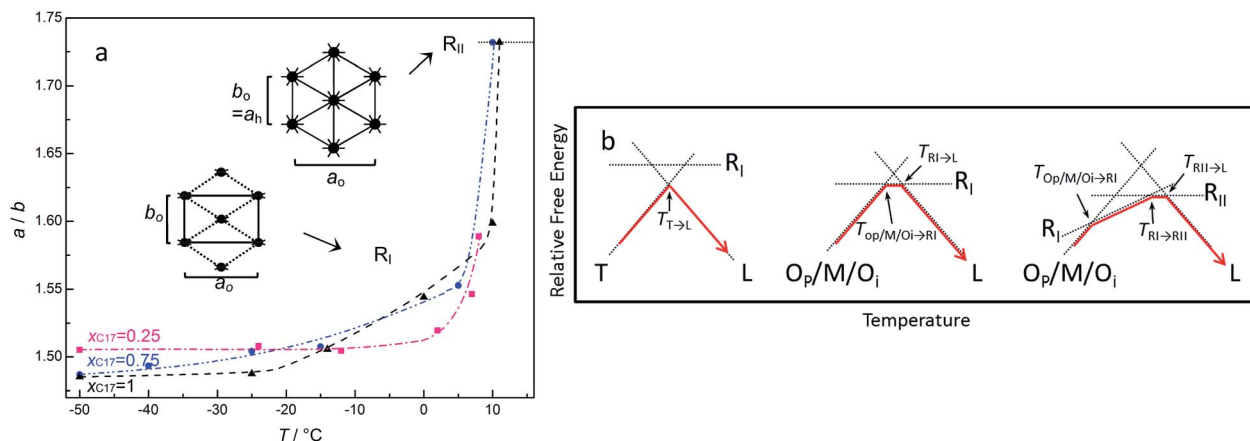 a
a / b
1.75
1.70
1.65
1.60
1.55
1.50
-50
-40
-30
-20
-10
0
10
T / °C
R_II
b_o
=a_h
a_o
b_o
a_o
R_I
x_C17=0.25
x_C17=0.75
x_C17=1
b
Relative Free Energy
Temperature
R_I
T_T→L
T
L
T_RI→L
R_I
T_op/M/Oi→RI
O_P/M/O_i
L
T_Op/M/Oi→RI
T_RII→L
R_II
R_I
T_RI→RII
O_P/M/O_i
L